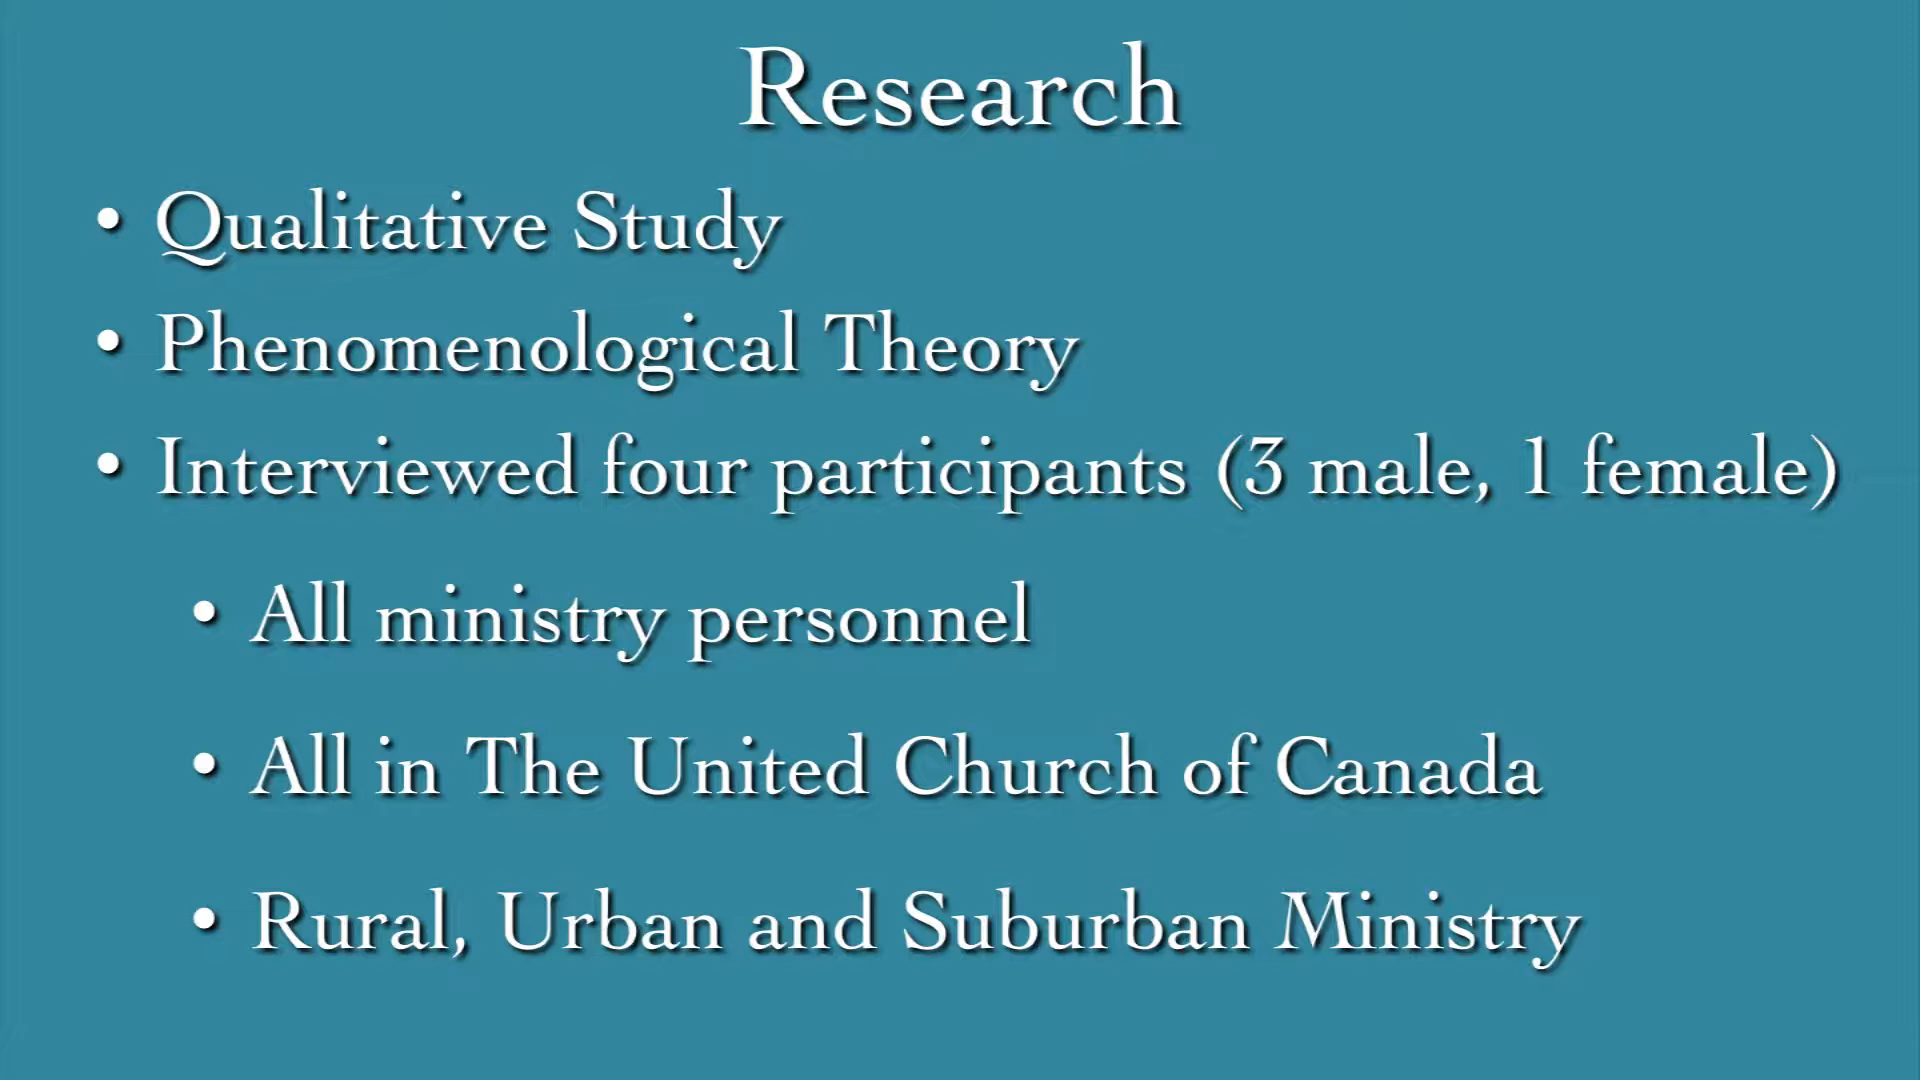 Research
• Qualitative Study
• Phenomenological Theory
• Interviewed four participants (3 male, 1 female)
• All ministry personnel
• All in The United Church of Canada
• Rural, Urban and Suburban Ministry